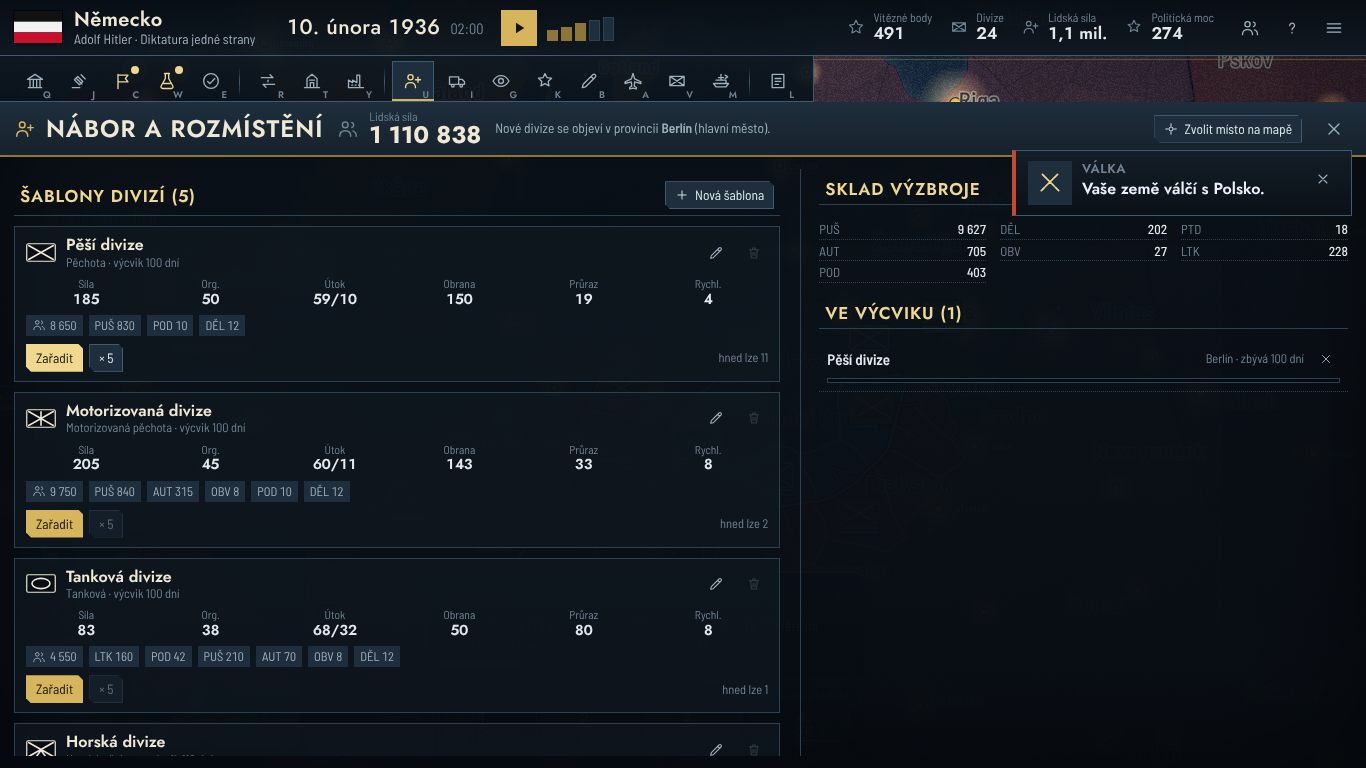 Německo
Adolf Hitler · Diktatura jedné strany
10. února 1936 02:00
Vítězné body
491
Divize
24
Lidská síla
1,1 mil.
Politická moc
274
?
Q J C W E R T Y U I G K B A V M L
Pskov
Riga
NÁBOR A ROZMÍSTĚNÍ
Lidská síla
1 110 838
Nové divize se objeví v provincii Berlin (hlavní město).
Zvolit místo na mapě
VÁLKA
Vaše země válčí s Polsko.
ŠABLONY DIVIZÍ (5)
Nová šablona
Pěší divize
Pěchota · výcvik 100 dní
Síla Org. Útok Obrana Průraz Rychl.
185 50 59/10 150 19 4
8 650 PUŠ 830 POD 10 DĚL 12
Zařadit ×5 hned lze 11
Motorizovaná divize
Motorizovaná pěchota · výcvik 100 dní
Síla Org. Útok Obrana Průraz Rychl.
205 45 60/11 143 33 8
9 750 PUŠ 840 AUT 315 OBV 8 POD 10 DĚL 12
Zařadit ×5 hned lze 2
Tanková divize
Tanková · výcvik 100 dní
Síla Org. Útok Obrana Průraz Rychl.
83 38 68/32 50 80 8
4 550 LTK 160 POD 42 PUŠ 210 AUT 70 OBV 8 DĚL 12
Zařadit ×5 hned lze 1
Horská divize
SKLAD VÝZBROJE
PUŠ 9 627 DĚL 202 PTD 18
AUT 705 OBV 27 LTK 228
POD 403
VE VÝCVIKU (1)
Pěší divize
Berlin · zbývá 100 dní